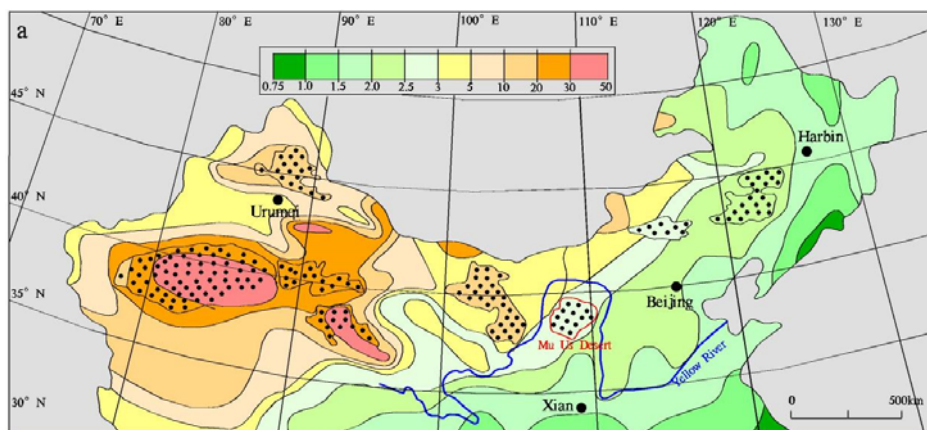 a
70° E 80° E 90° E 100° E 110° E 120° E 130° E
0.75 1.0 1.5 2.0 2.5 3 5 10 20 30 50
45° N
Harbin
40° N
Urumei
35° N
Beijing
Mu Us Desert
Yellow River
30° N
Xian
0 500km